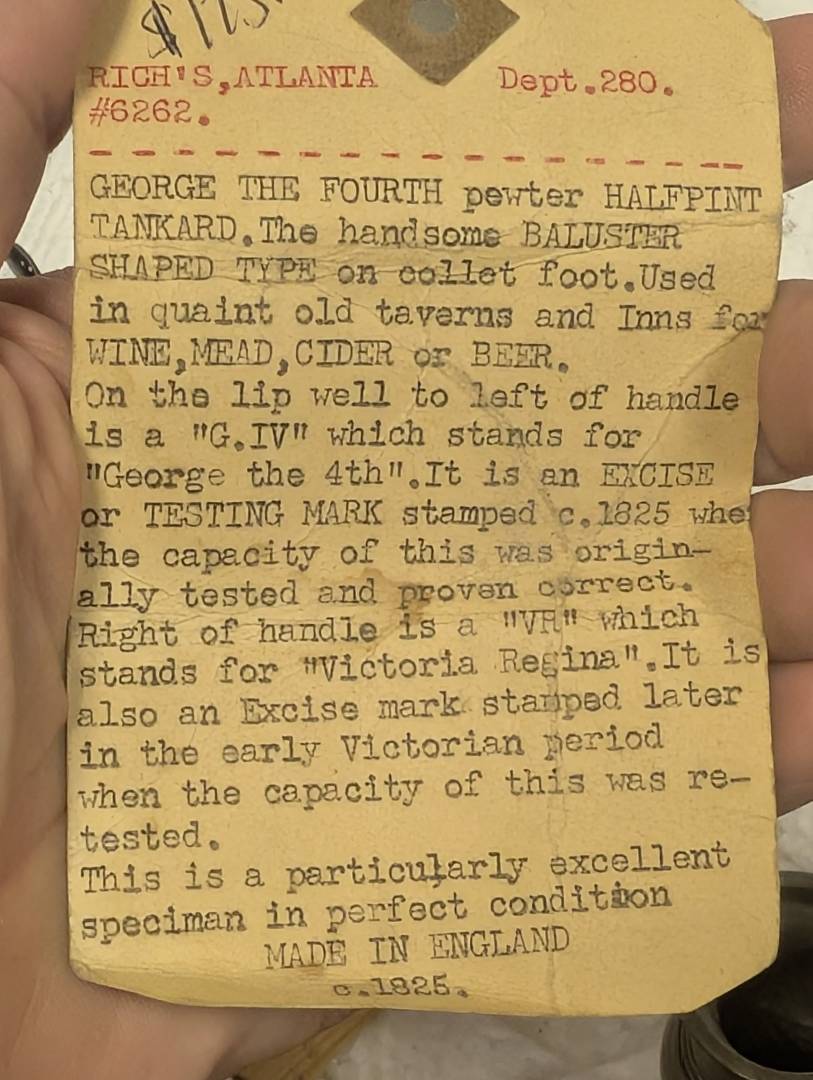 RICH'S,ATLANTA Dept.280.
#6262.
GEORGE THE FOURTH pewter HALFPINT
TANKARD.The handsome BALUSTER
SHAPED TYPE on collet foot.Used
in quaint old taverns and Inns for
WINE,MEAD,CIDER or BEER.
On the lip well to left of handle
is a "G.IV" which stands for
"George the 4th".It is an EXCISE
or TESTING MARK stamped c.1825 whe
the capacity of this was origin-
ally tested and proven correct.
Right of handle is a "VR" which
stands for "Victoria Regina".It is
also an Excise mark stamped later
in the early Victorian period
when the capacity of this was re-
tested.
This is a particularly excellent
speciman in perfect condition
MADE IN ENGLAND
c.1825.